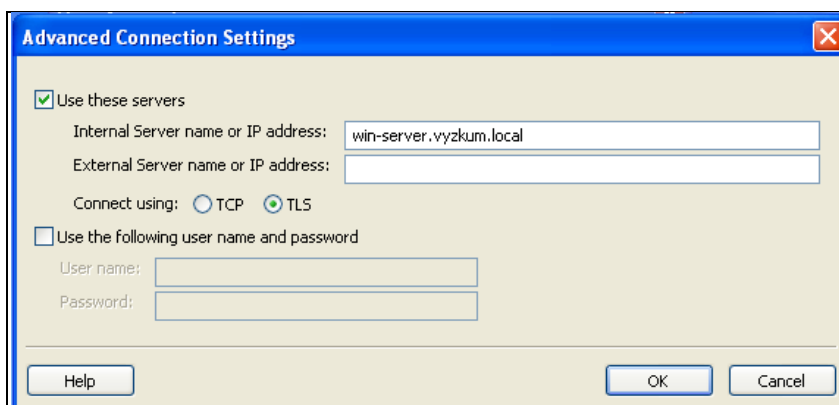 Advanced Connection Settings
Use these servers
Internal Server name or IP address: win-server.vyzkum.local
External Server name or IP address:
Connect using: TCP TLS
Use the following user name and password
User name:
Password:
Help OK Cancel